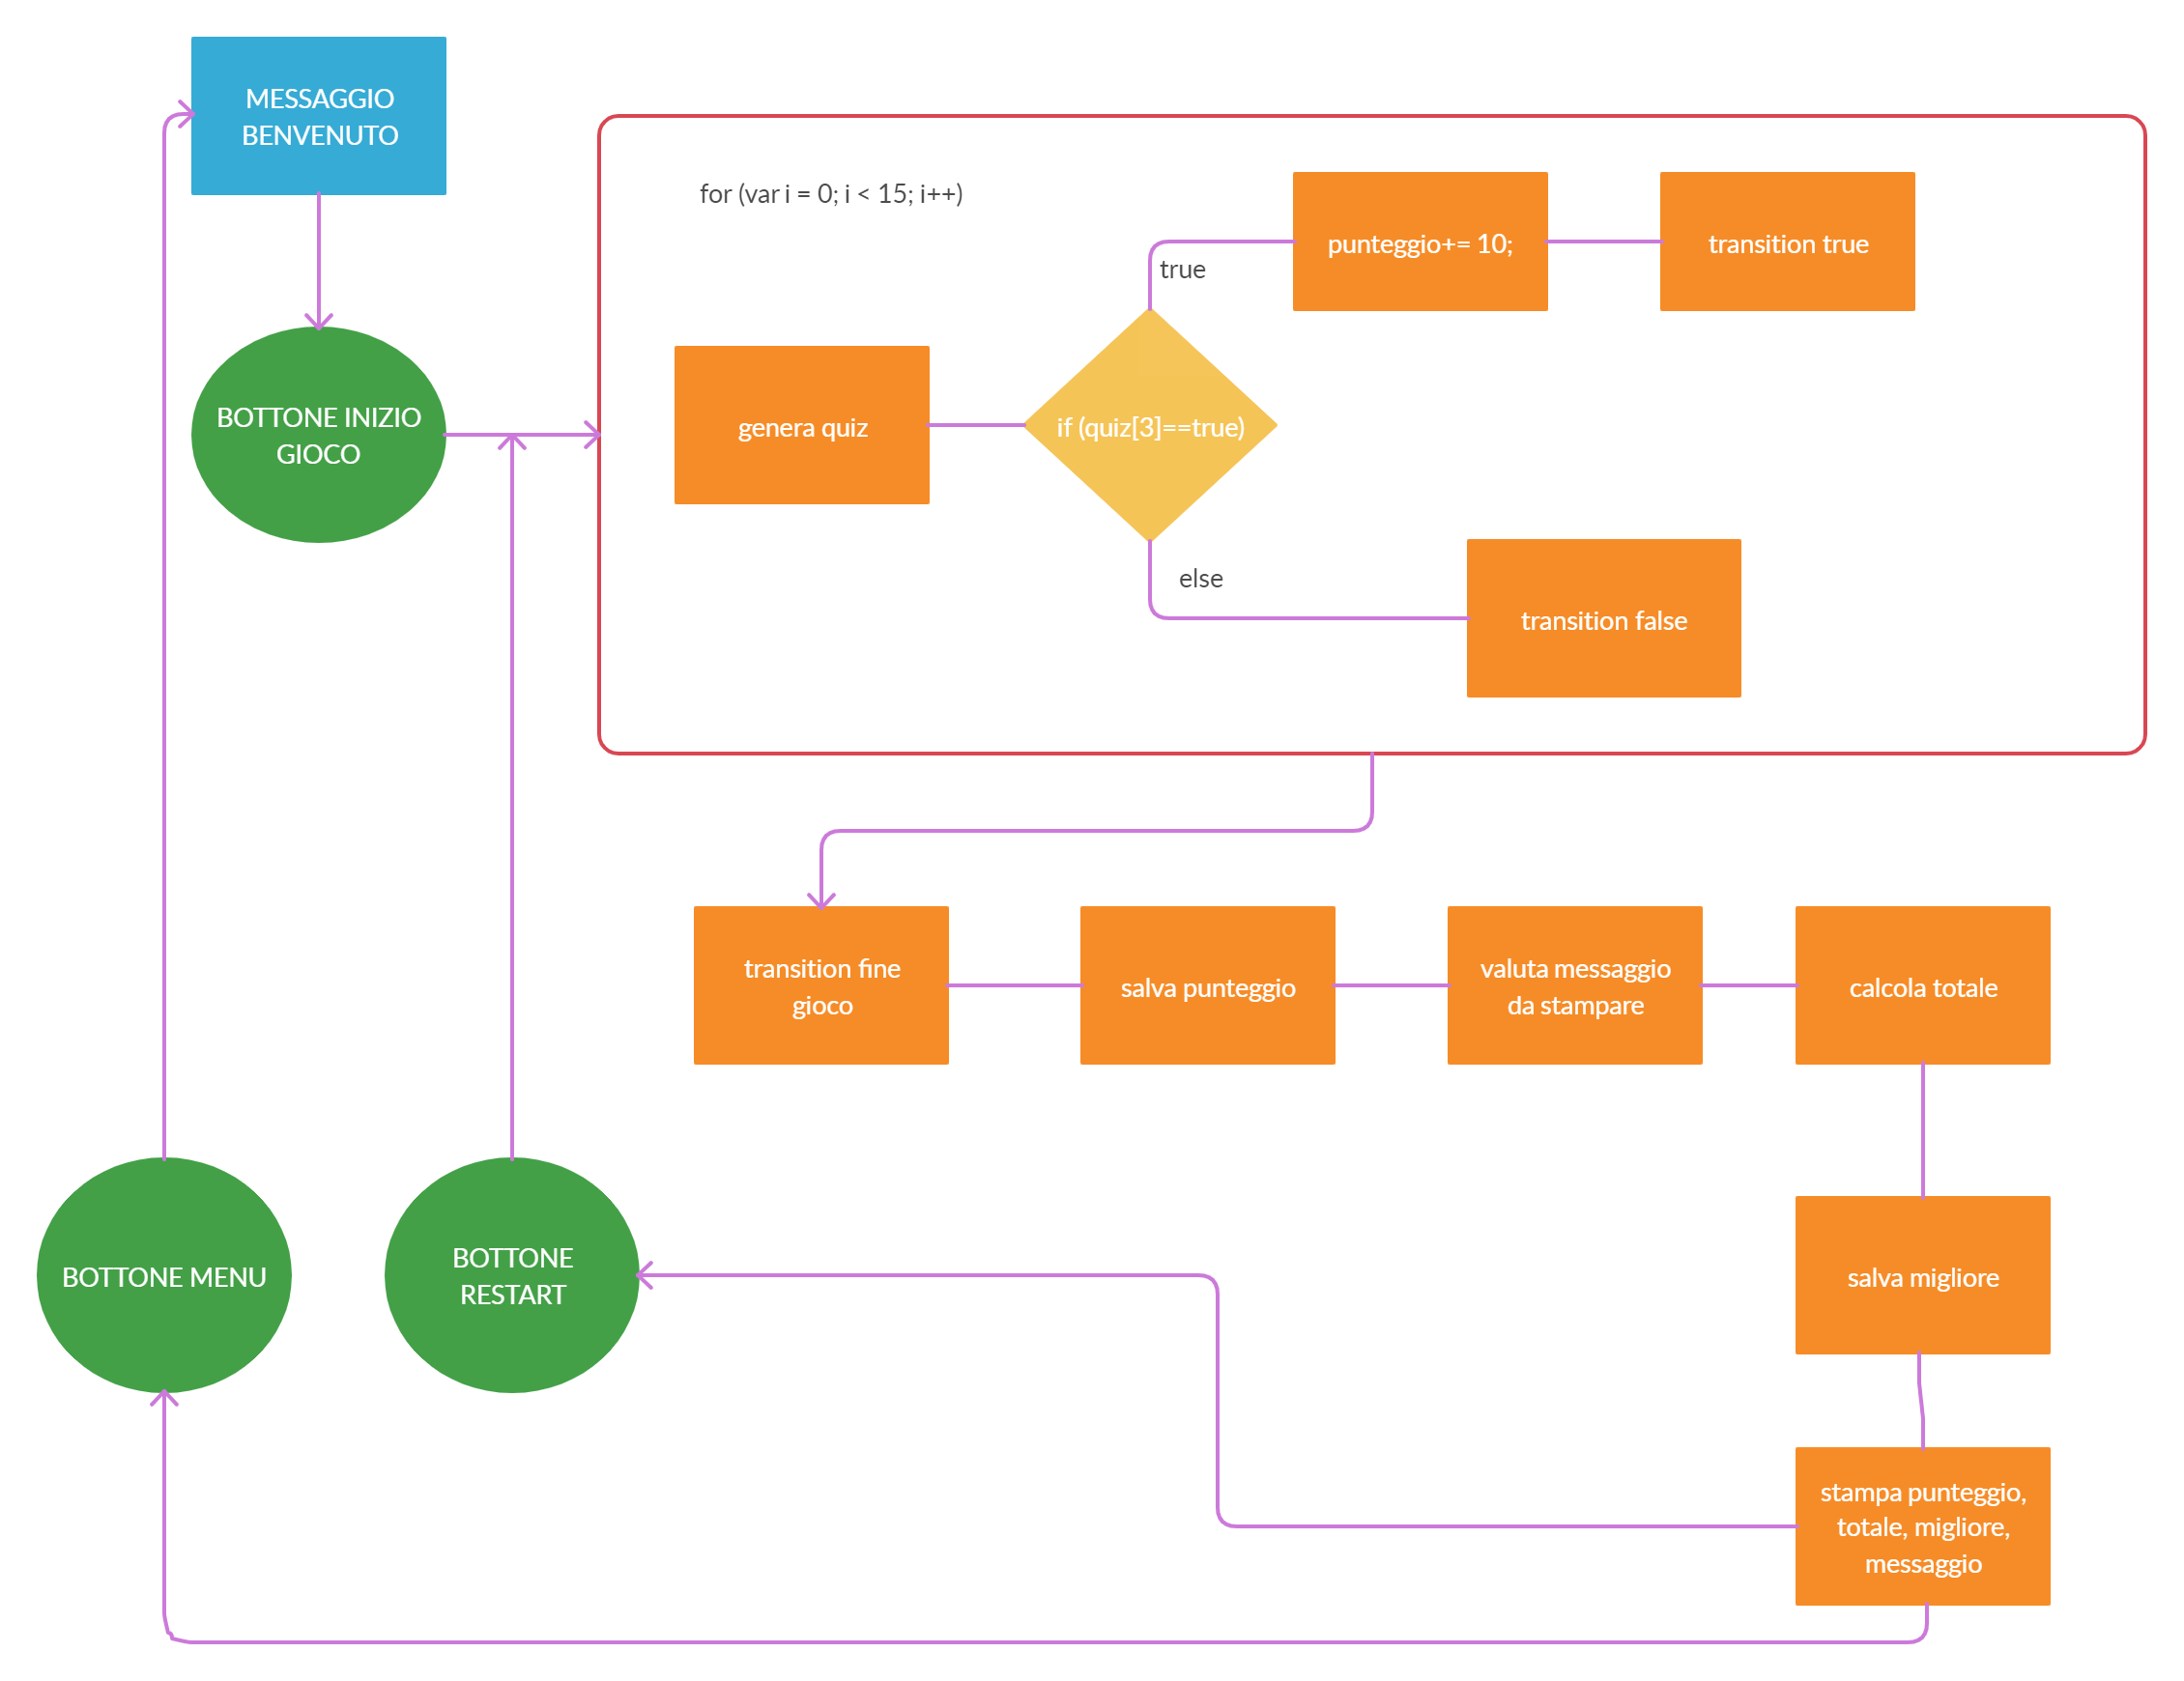 MESSAGGIO
BENVENUTO
BOTTONE INIZIO
GIOCO
for (var i = 0; i < 15; i++)
genera quiz
if (quiz[3]==true)
true
punteggio+= 10;
transition true
else
transition false
transition fine
gioco
salva punteggio
valuta messaggio
da stampare
calcola totale
salva migliore
stampa punteggio,
totale, migliore,
messaggio
BOTTONE
RESTART
BOTTONE MENU